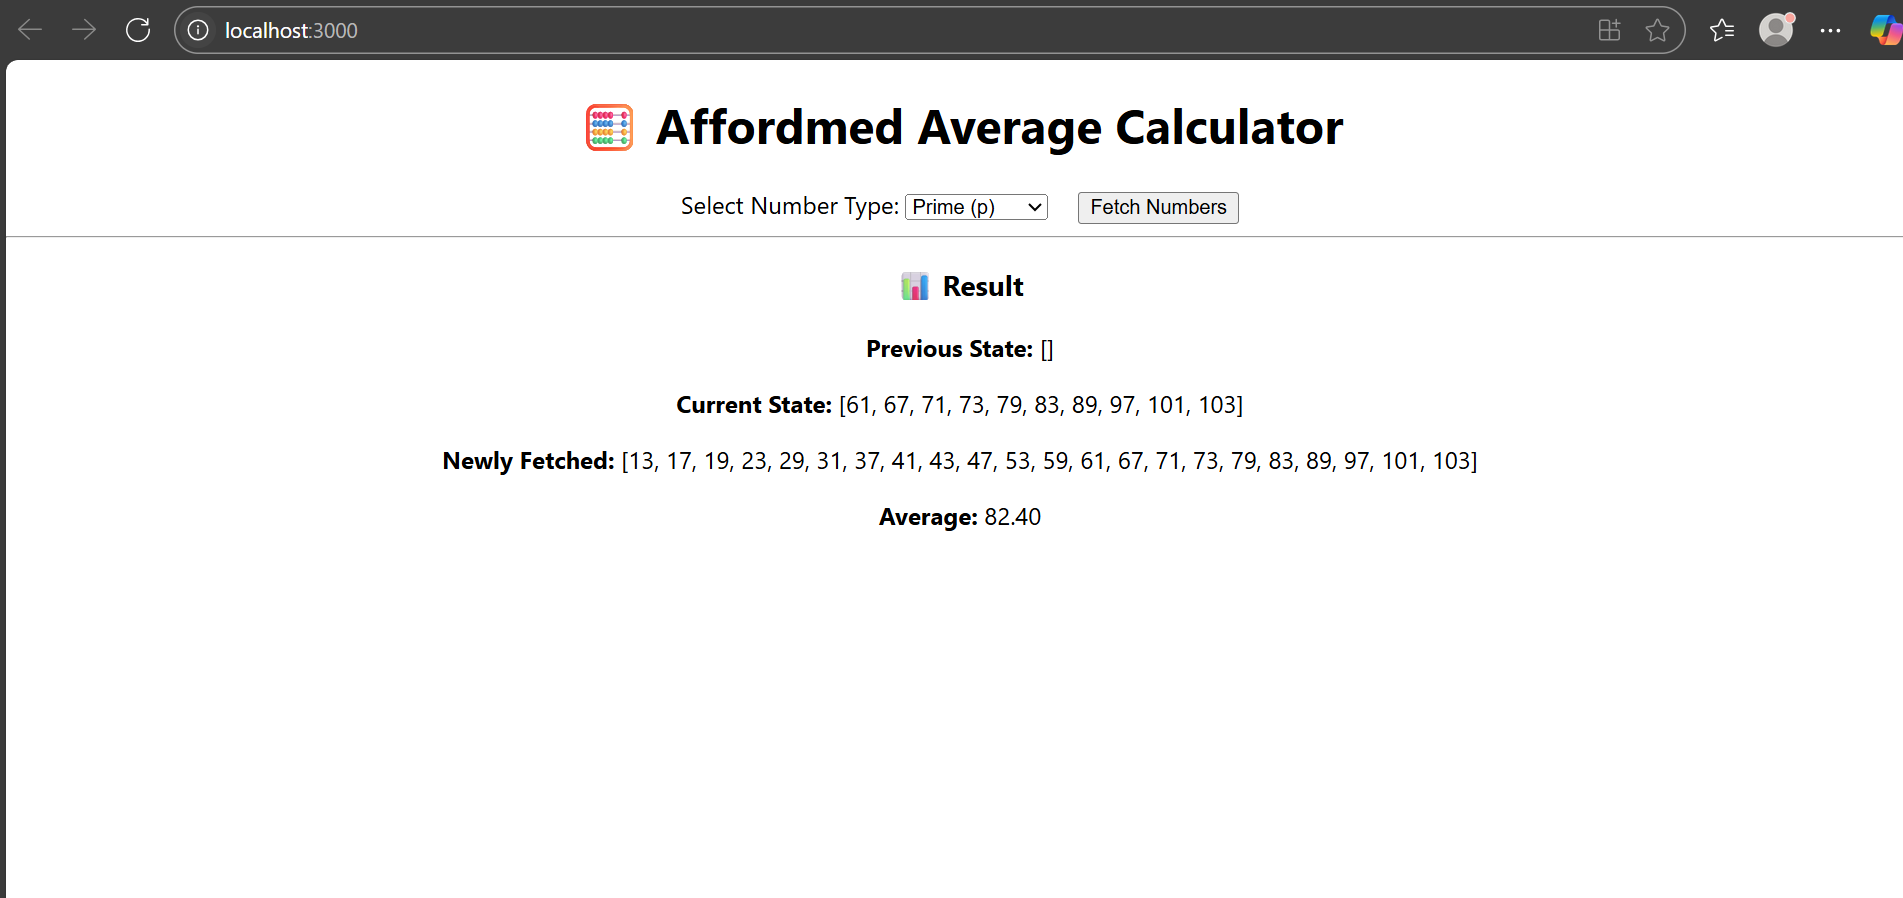 localhost:3000
Affordmed Average Calculator
Select Number Type: Prime (p) Fetch Numbers
Result
Previous State: []
Current State: [61, 67, 71, 73, 79, 83, 89, 97, 101, 103]
Newly Fetched: [13, 17, 19, 23, 29, 31, 37, 41, 43, 47, 53, 59, 61, 67, 71, 73, 79, 83, 89, 97, 101, 103]
Average: 82.40